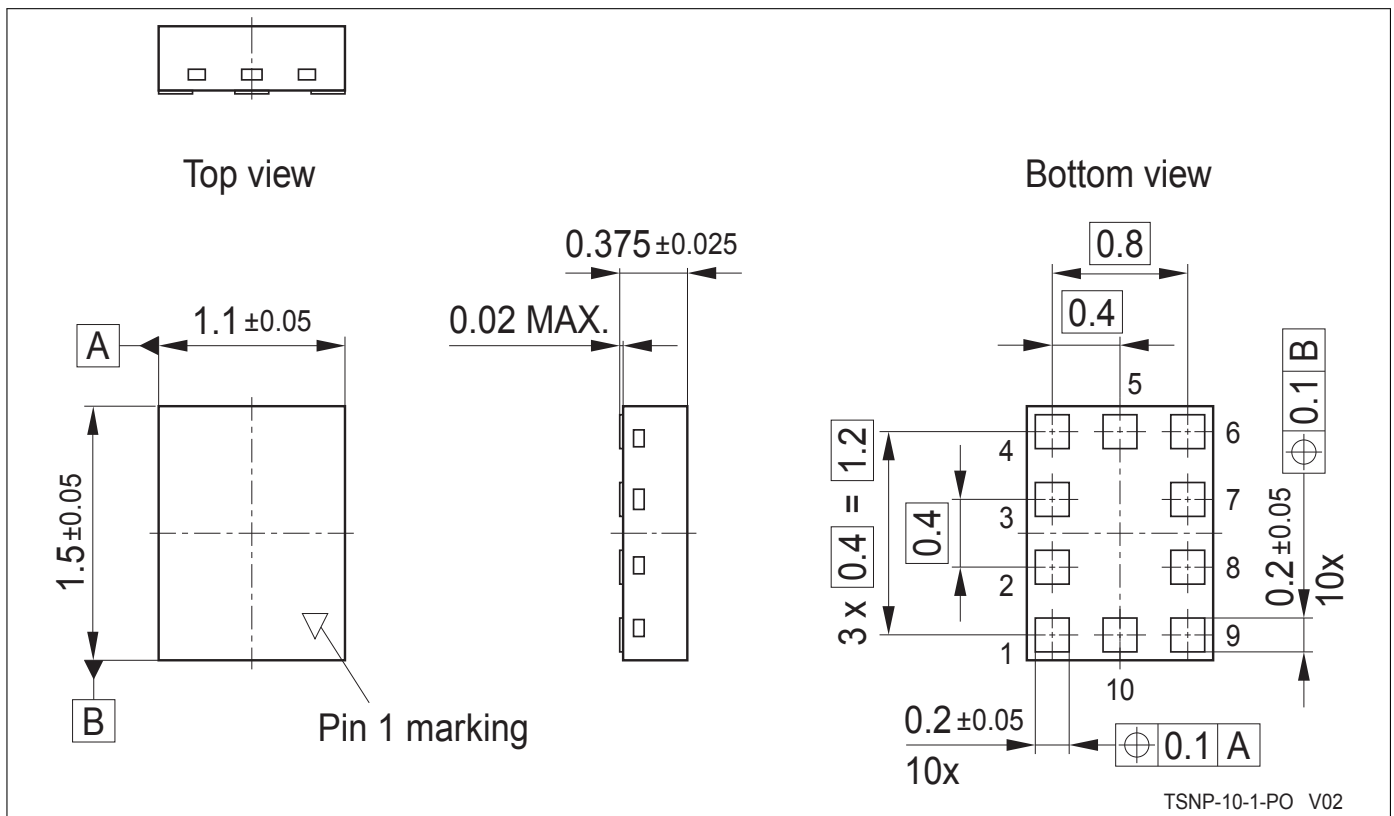 Top view
Bottom view
0.375 ±0.025
0.8
1.1 ±0.05
0.02 MAX.
0.4
A
5
0.1 B
4
6
1.5 ±0.05
3 x 0.4 = 1.2
0.4
3
7
0.2 ±0.05
10x
2
8
1
9
10
B
Pin 1 marking
0.2 ±0.05
10x
0.1 A
TSNP-10-1-PO V02